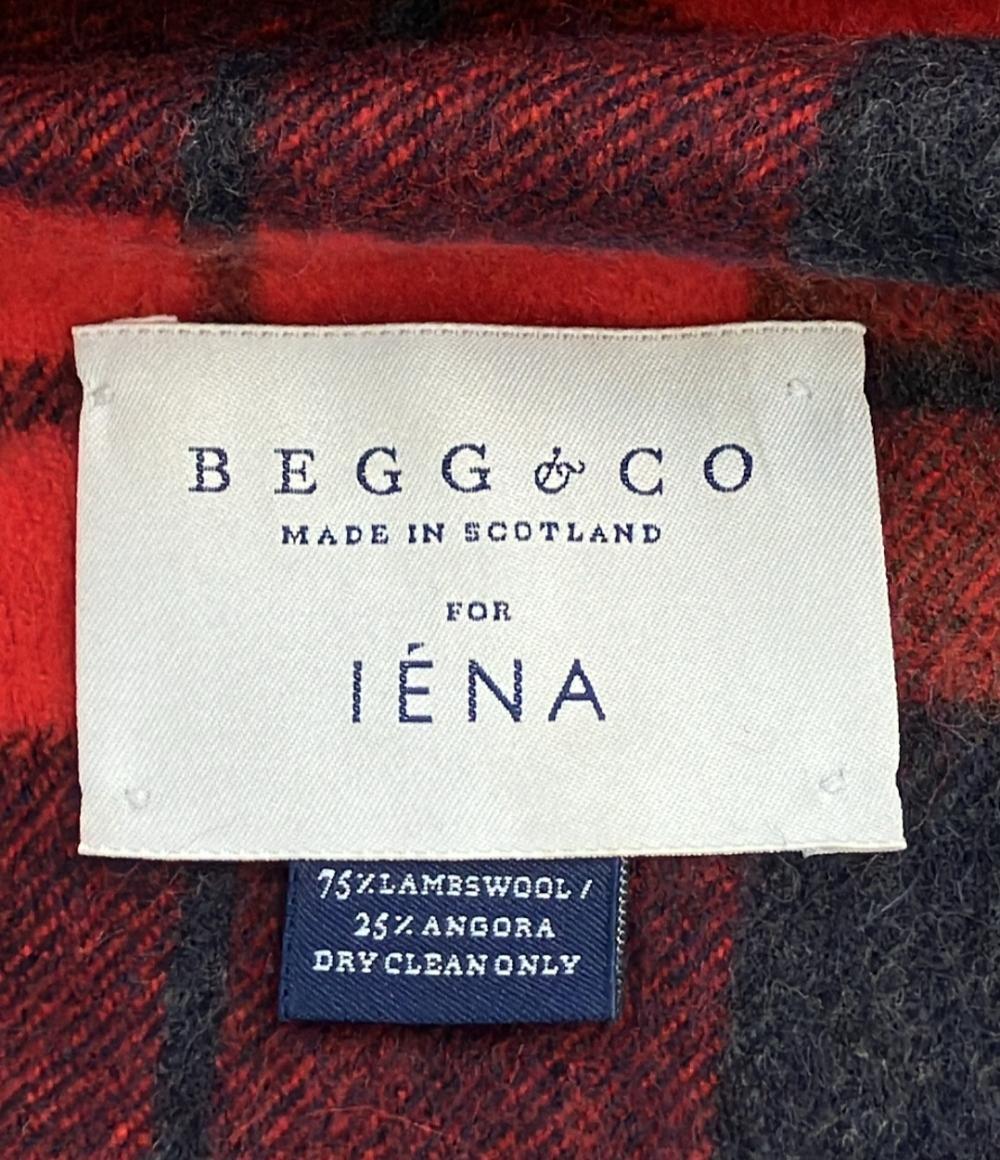 BEGG & CO
MADE IN SCOTLAND
FOR
IÉNA
75% LAMBSWOOL /
25% ANGORA
DRY CLEAN ONLY